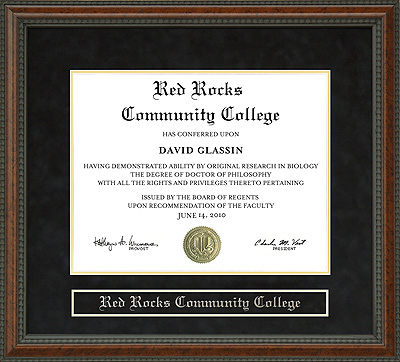 Red Rocks
Community College
HAS CONFERRED UPON
DAVID GLASSIN
HAVING DEMONSTRATED ABILITY BY ORIGINAL RESEARCH IN BIOLOGY
THE DEGREE OF DOCTOR OF PHILOSOPHY
WITH ALL THE RIGHTS AND PRIVILEGES THERETO PERTAINING
ISSUED BY THE BOARD OF REGENTS
UPON RECOMMENDATION OF THE FACULTY
JUNE 14, 2010
PROVOST
PRESIDENT
Red Rocks Community College